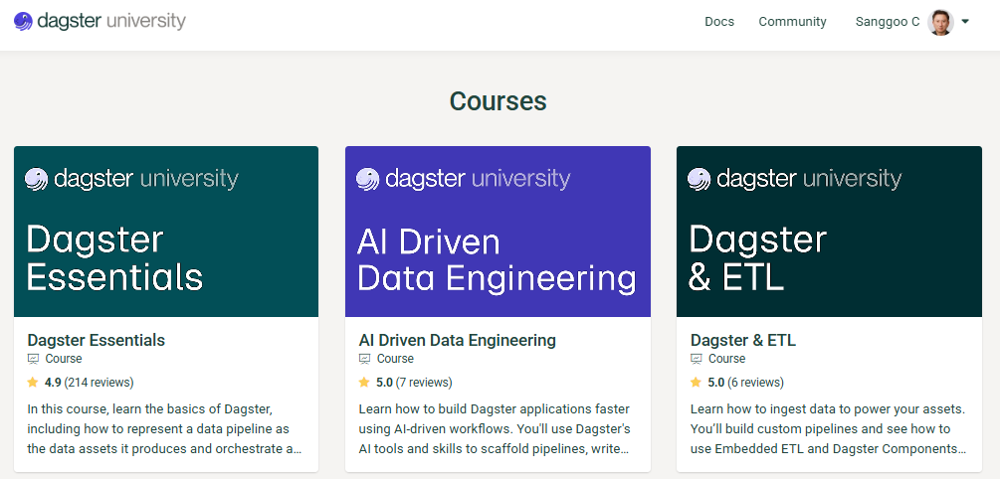 dagster university
Docs
Community
Sanggoo C
Courses
dagster university
Dagster
Essentials
Dagster Essentials
Course
4.9 (214 reviews)
In this course, learn the basics of Dagster,
including how to represent a data pipeline as
the data assets it produces and orchestrate a...
dagster university
AI Driven
Data Engineering
AI Driven Data Engineering
Course
5.0 (7 reviews)
Learn how to build Dagster applications faster
using AI-driven workflows. You'll use Dagster's
AI tools and skills to scaffold pipelines, write...
dagster university
Dagster
& ETL
Dagster & ETL
Course
5.0 (6 reviews)
Learn how to ingest data to power your assets.
You'll build custom pipelines and see how to
use Embedded ETL and Dagster Components...